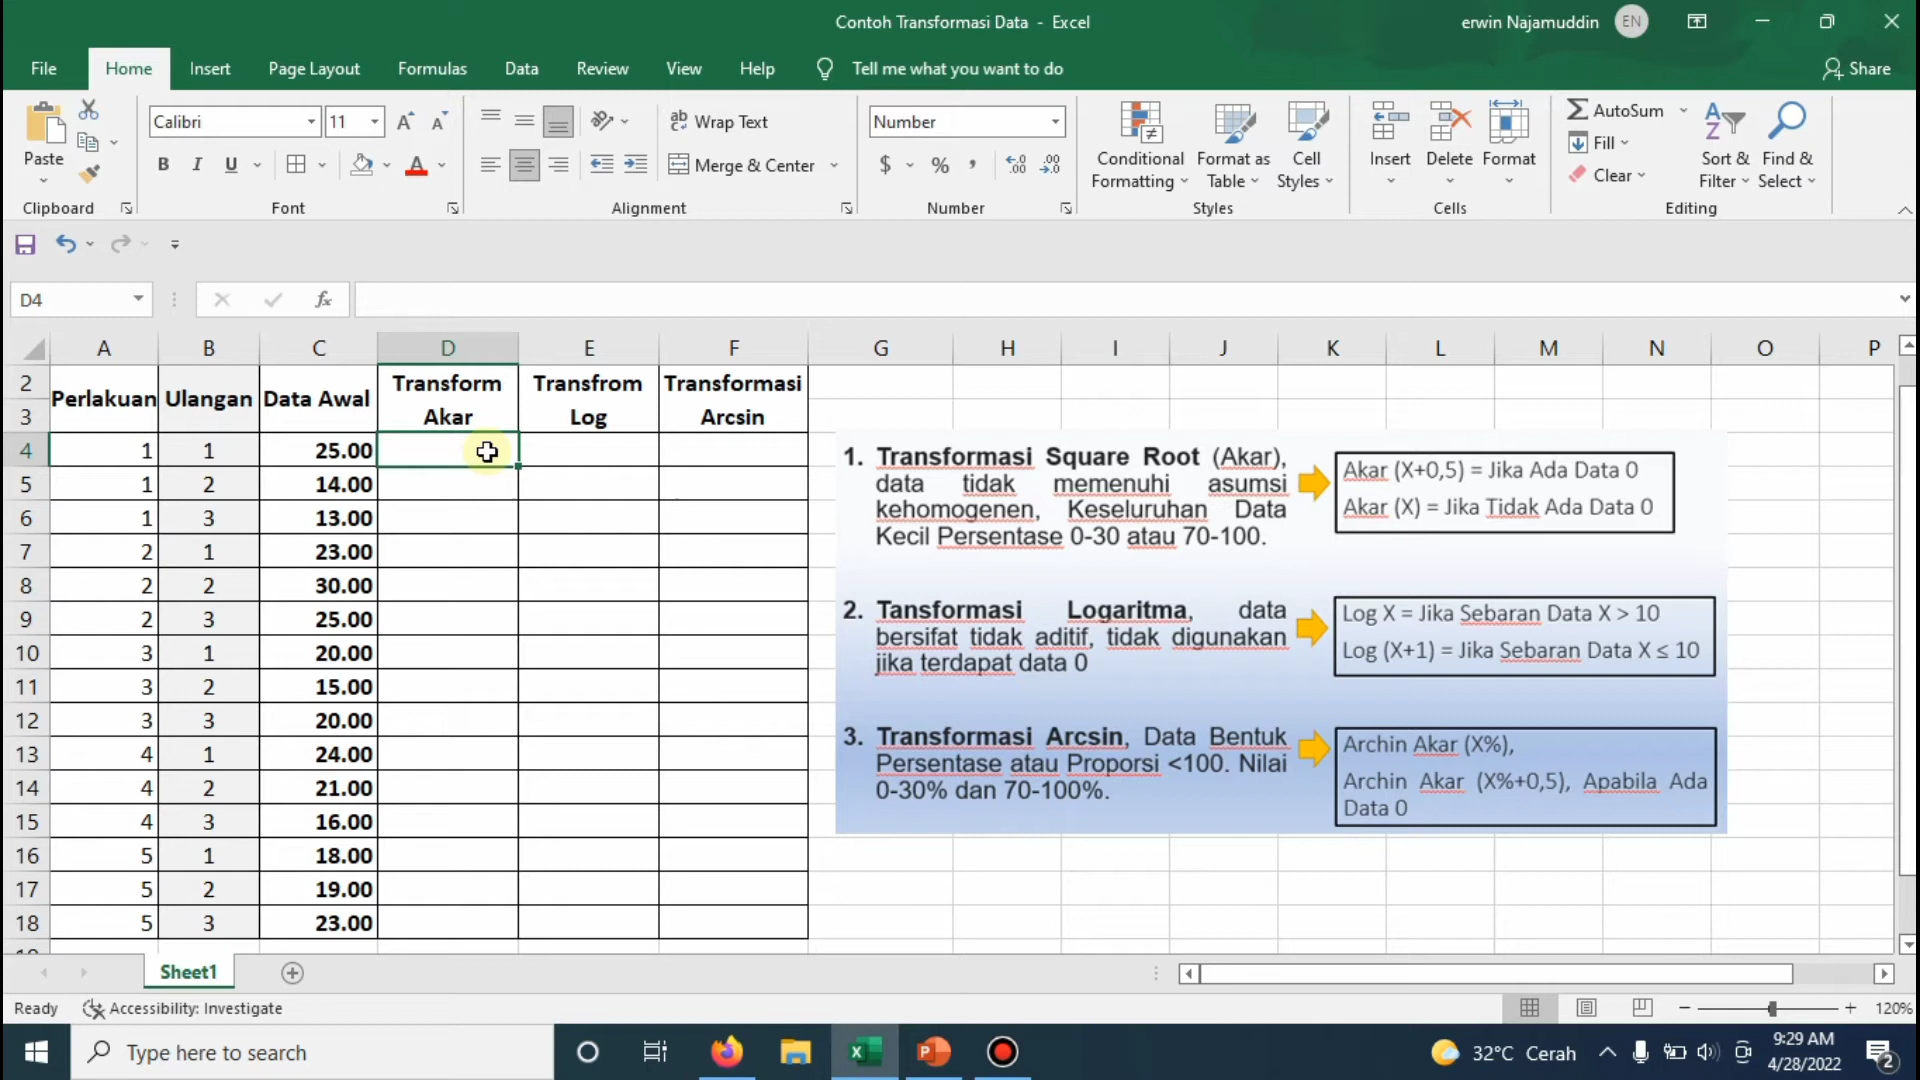 Contoh Transformasi Data - Excel
erwin Najamuddin EN
File Home Insert Page Layout Formulas Data Review View Help Tell me what you want to do Share
Calibri 11 Wrap Text Number AutoSum
Paste B I U Merge & Center $ % , Conditional Formatting Format as Table Cell Styles Insert Delete Format Fill Clear Sort & Filter Find & Select
Clipboard Font Alignment Number Styles Cells Editing
D4 fx
A B C D E F G H I J K L M N O P
2 Perlakuan Ulangan Data Awal Transform Transfrom Transformasi
3 Akar Log Arcsin
4 1 1 25.00
5 1 2 14.00
6 1 3 13.00
7 2 1 23.00
8 2 2 30.00
9 2 3 25.00
10 3 1 20.00
11 3 2 15.00
12 3 3 20.00
13 4 1 24.00
14 4 2 21.00
15 4 3 16.00
16 5 1 18.00
17 5 2 19.00
18 5 3 23.00
1. Transformasi Square Root (Akar),
data tidak memenuhi asumsi
kehomogenen, Keseluruhan Data
Kecil Persentase 0-30 atau 70-100.
Akar (X+0,5) = Jika Ada Data 0
Akar (X) = Jika Tidak Ada Data 0
2. Tansformasi Logaritma, data
bersifat tidak aditif, tidak digunakan
jika terdapat data 0
Log X = Jika Sebaran Data X > 10
Log (X+1) = Jika Sebaran Data X ≤ 10
3. Transformasi Arcsin, Data Bentuk
Persentase atau Proporsi <100. Nilai
0-30% dan 70-100%.
Archin Akar (X%),
Archin Akar (X%+0,5), Apabila Ada
Data 0
Sheet1
Ready Accessibility: Investigate 120%
Type here to search
32°C Cerah
9:29 AM
4/28/2022
2